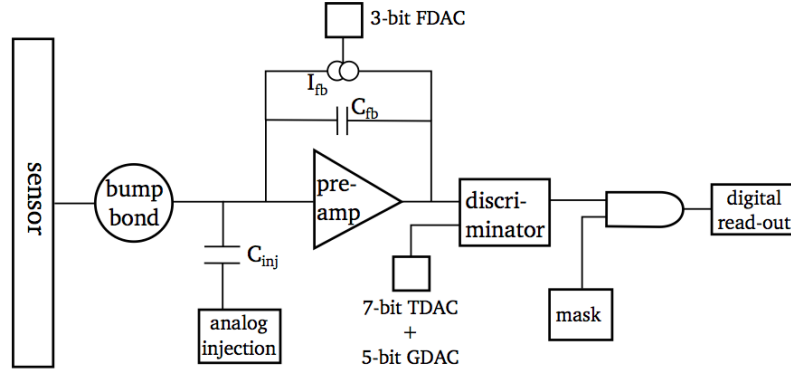 3-bit FDAC
I_fb
C_fb
sensor
bump
bond
pre-
amp
discri-
minator
digital
read-out
C_inj
analog
injection
7-bit TDAC
+
5-bit GDAC
mask